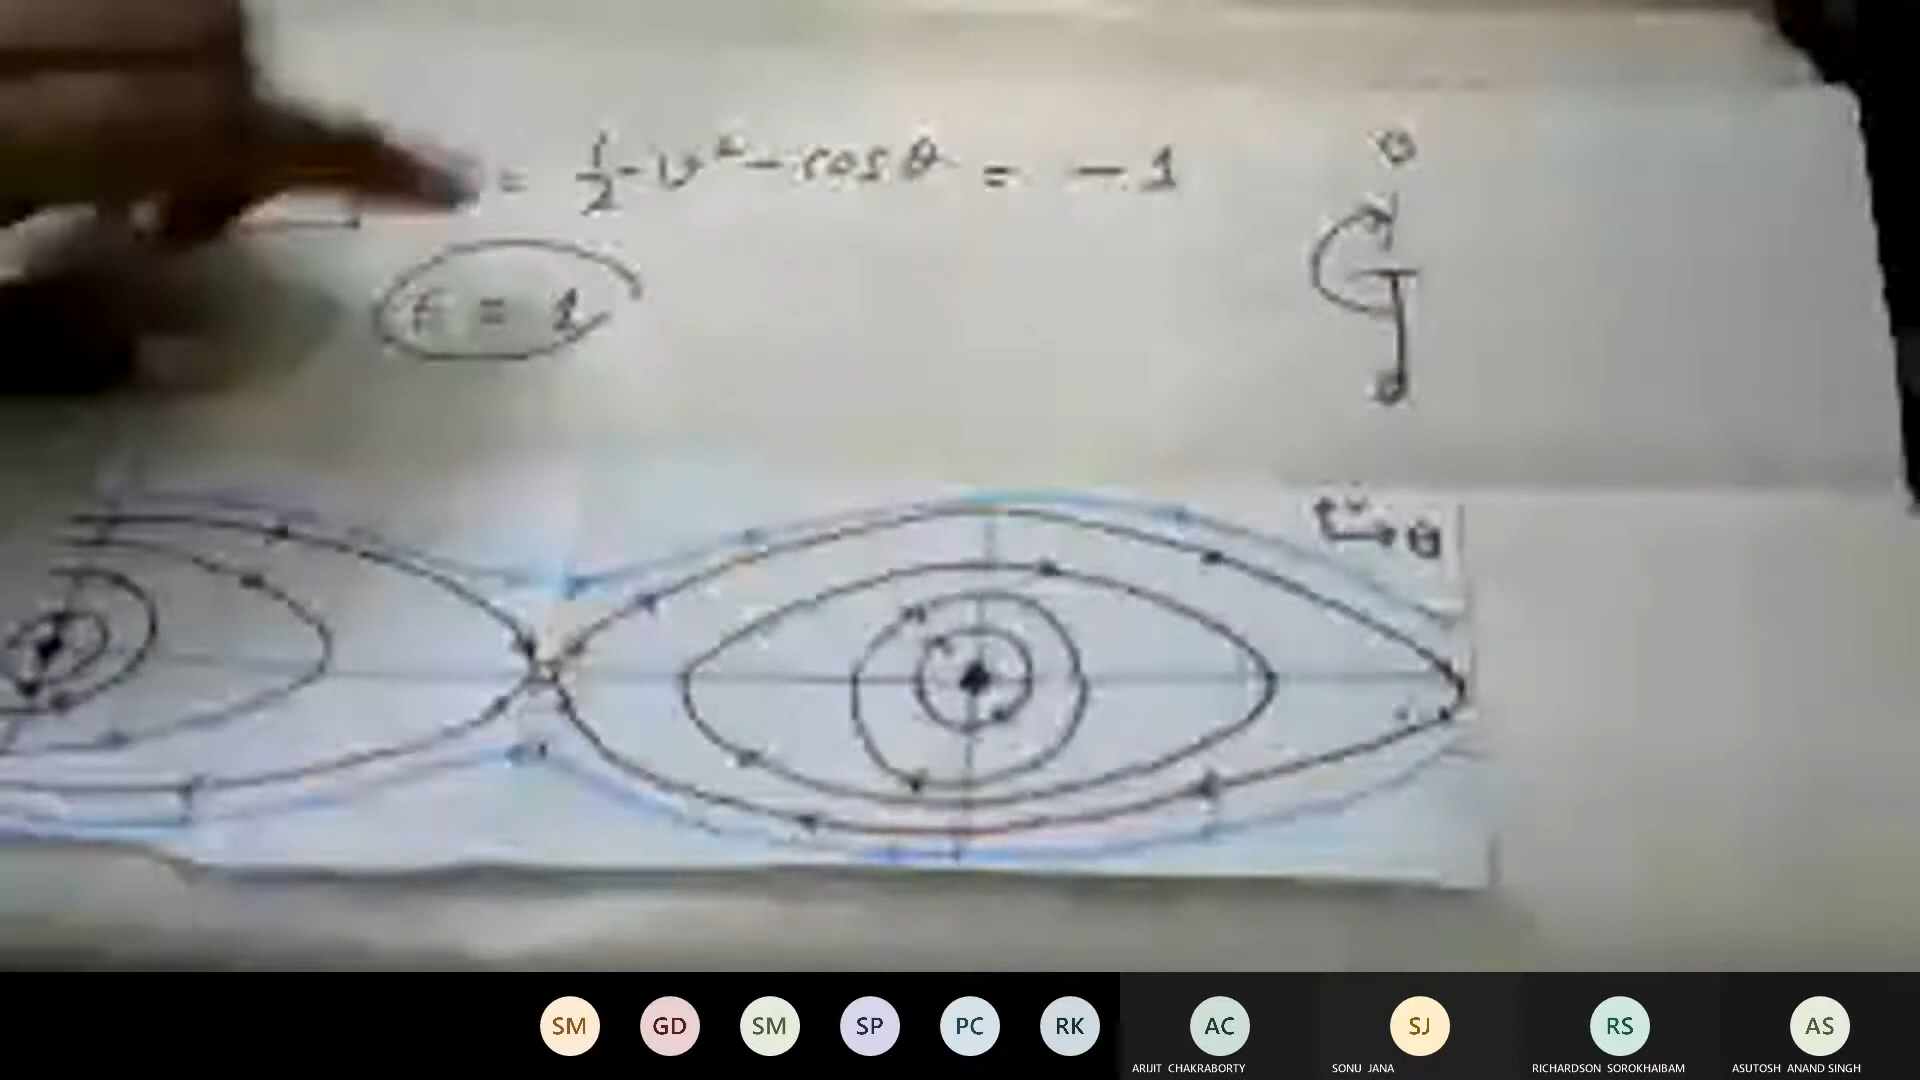 = ½ v² - cosθ = -1
E = 1
v
θ
SM GD SM SP PC RK AC SJ RS AS
ARIJIT CHAKRABORTY SONU JANA RICHARDSON SOROKHAIBAM ASUTOSH ANAND SINGH